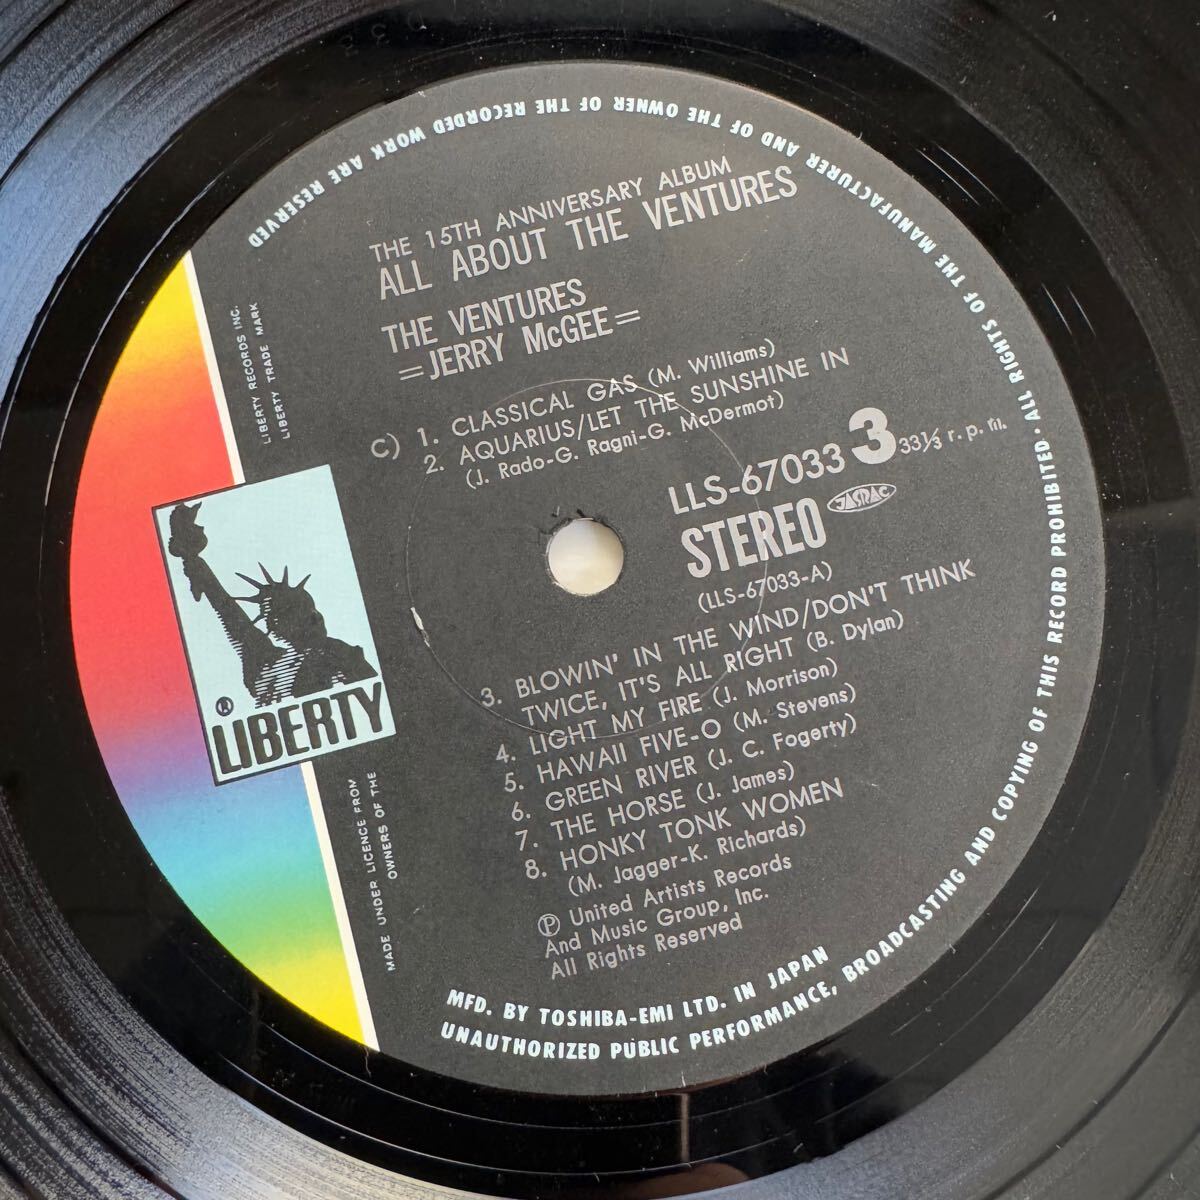 THE 15TH ANNIVERSARY ALBUM
ALL ABOUT THE VENTURES
THE VENTURES
=JERRY McGEE=
C) 1. CLASSICAL GAS (M. Williams)
2. AQUARIUS/LET THE SUNSHINE IN
(J. Rado-G. Ragni-G. McDermot)
LLS-67033 3 33⅓ r. p. m.
STEREO JASRAC
(LLS-67033-A)
3. BLOWIN' IN THE WIND/DON'T THINK
TWICE, IT'S ALL RIGHT (B. Dylan)
4. LIGHT MY FIRE (J. Morrison)
5. HAWAII FIVE-O (M. Stevens)
6. GREEN RIVER (J. C. Fogerty)
7. THE HORSE (J. James)
8. HONKY TONK WOMEN
(M. Jagger-K. Richards)
Ⓟ United Artists Records
And Music Group, Inc.
All Rights Reserved
MFD. BY TOSHIBA-EMI LTD. IN JAPAN
LIBERTY RECORDS INC.
LIBERTY TRADE MARK
® LIBERTY
MADE UNDER LICENCE FROM
OWNERS OF THE
ALL RIGHTS OF THE MANUFACTURER AND OF THE OWNER OF THE RECORDED WORK ARE RESERVED
UNAUTHORIZED PUBLIC PERFORMANCE, BROADCASTING AND COPYING OF THIS RECORD PROHIBITED ·